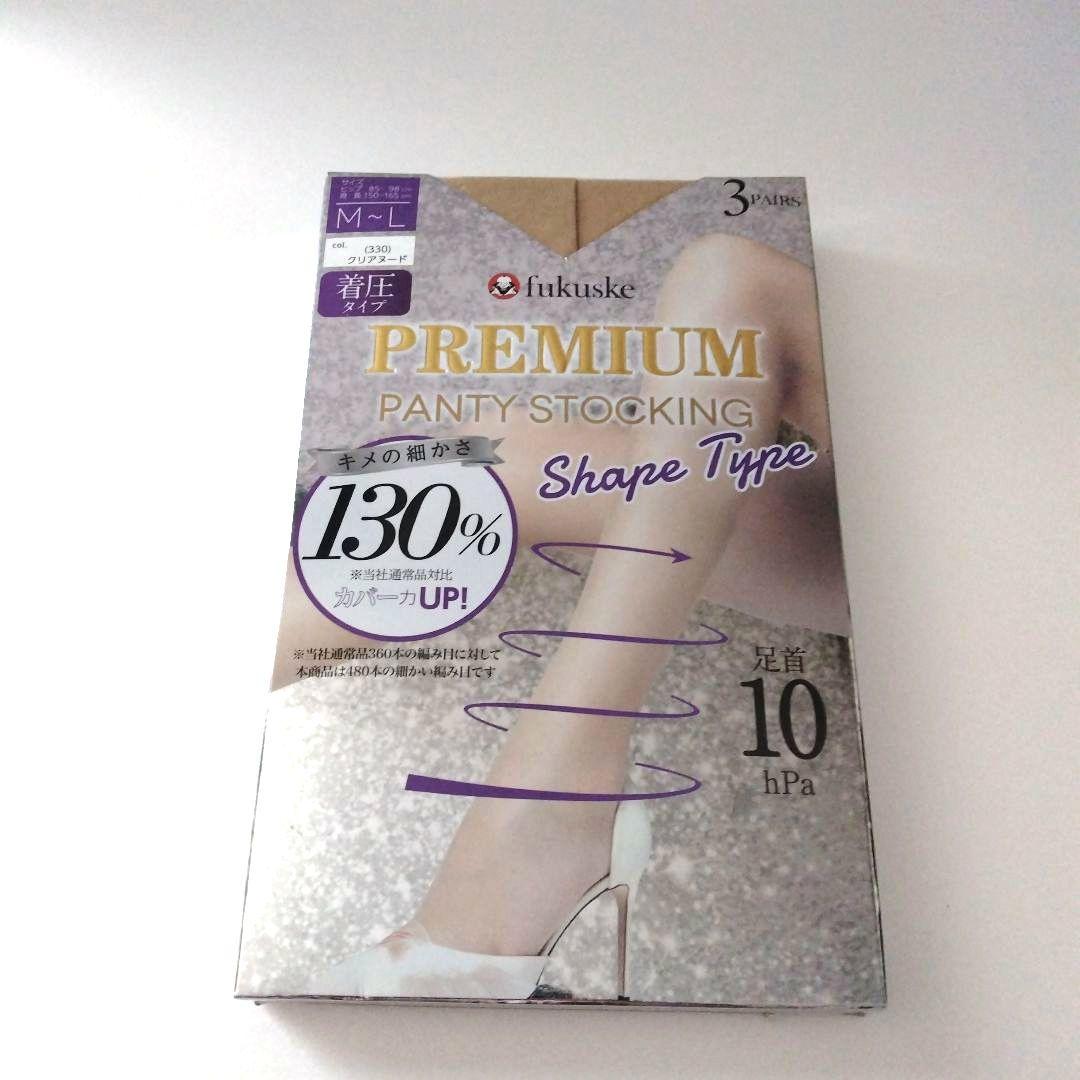 サイズ
ヒップ 85~98cm
身長 150~165cm
M~L
col.
(330)
クリアヌード
着圧
タイプ
3 PAIRS
fukuske
PREMIUM
PANTY STOCKING
Shape Type
キメの細かさ
130%
※当社通常品対比
カバー力UP!
※当社通常品360本の編み目に対して
本商品は480本の細かい編み目です
足首
10
hPa